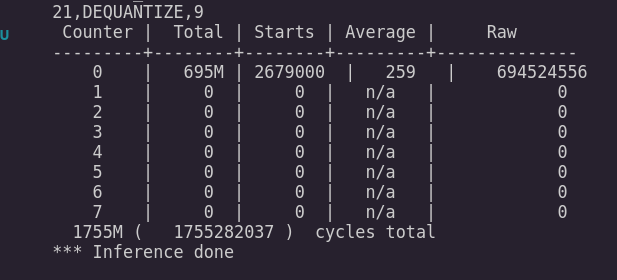 21,DEQUANTIZE,9
U
Counter | Total | Starts | Average | Raw
---------+--------+--------+---------+--------------
0 | 695M | 2679000 | 259 | 694524556
1 | 0 | 0 | n/a | 0
2 | 0 | 0 | n/a | 0
3 | 0 | 0 | n/a | 0
4 | 0 | 0 | n/a | 0
5 | 0 | 0 | n/a | 0
6 | 0 | 0 | n/a | 0
7 | 0 | 0 | n/a | 0
1755M ( 1755282037 ) cycles total
*** Inference done